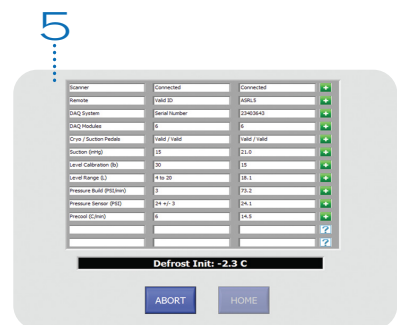 5
Scanner Connected Connected +
Remote Valid ID ASRL5 +
DAQ System Serial Number 23403643 +
DAQ Modules 6 6 +
Cryo / Suction Pedals Valid / Valid Valid / Valid +
Suction (mHg) 15 21.0 +
Level Calibration (lb) 30 15 +
Level Range (L) 4 to 20 18.1 +
Pressure Build (PSI/min) 3 73.2 +
Pressure Sensor (PSI) 24 +/- 3 24.1 +
Precool (C/min) 6 14.5 +
?
?
Defrost Init: -2.3 C
ABORT HOME